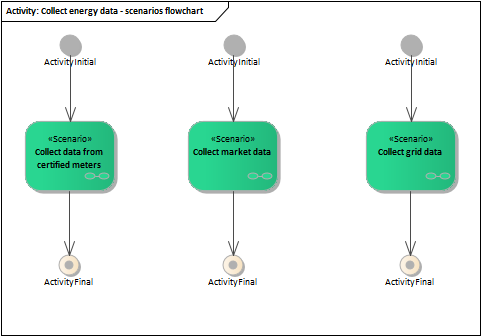 Activity: Collect energy data - scenarios flowchart
ActivityInitial
ActivityInitial
ActivityInitial
«Scenario»
Collect data from
certified meters
«Scenario»
Collect market data
«Scenario»
Collect grid data
ActivityFinal
ActivityFinal
ActivityFinal